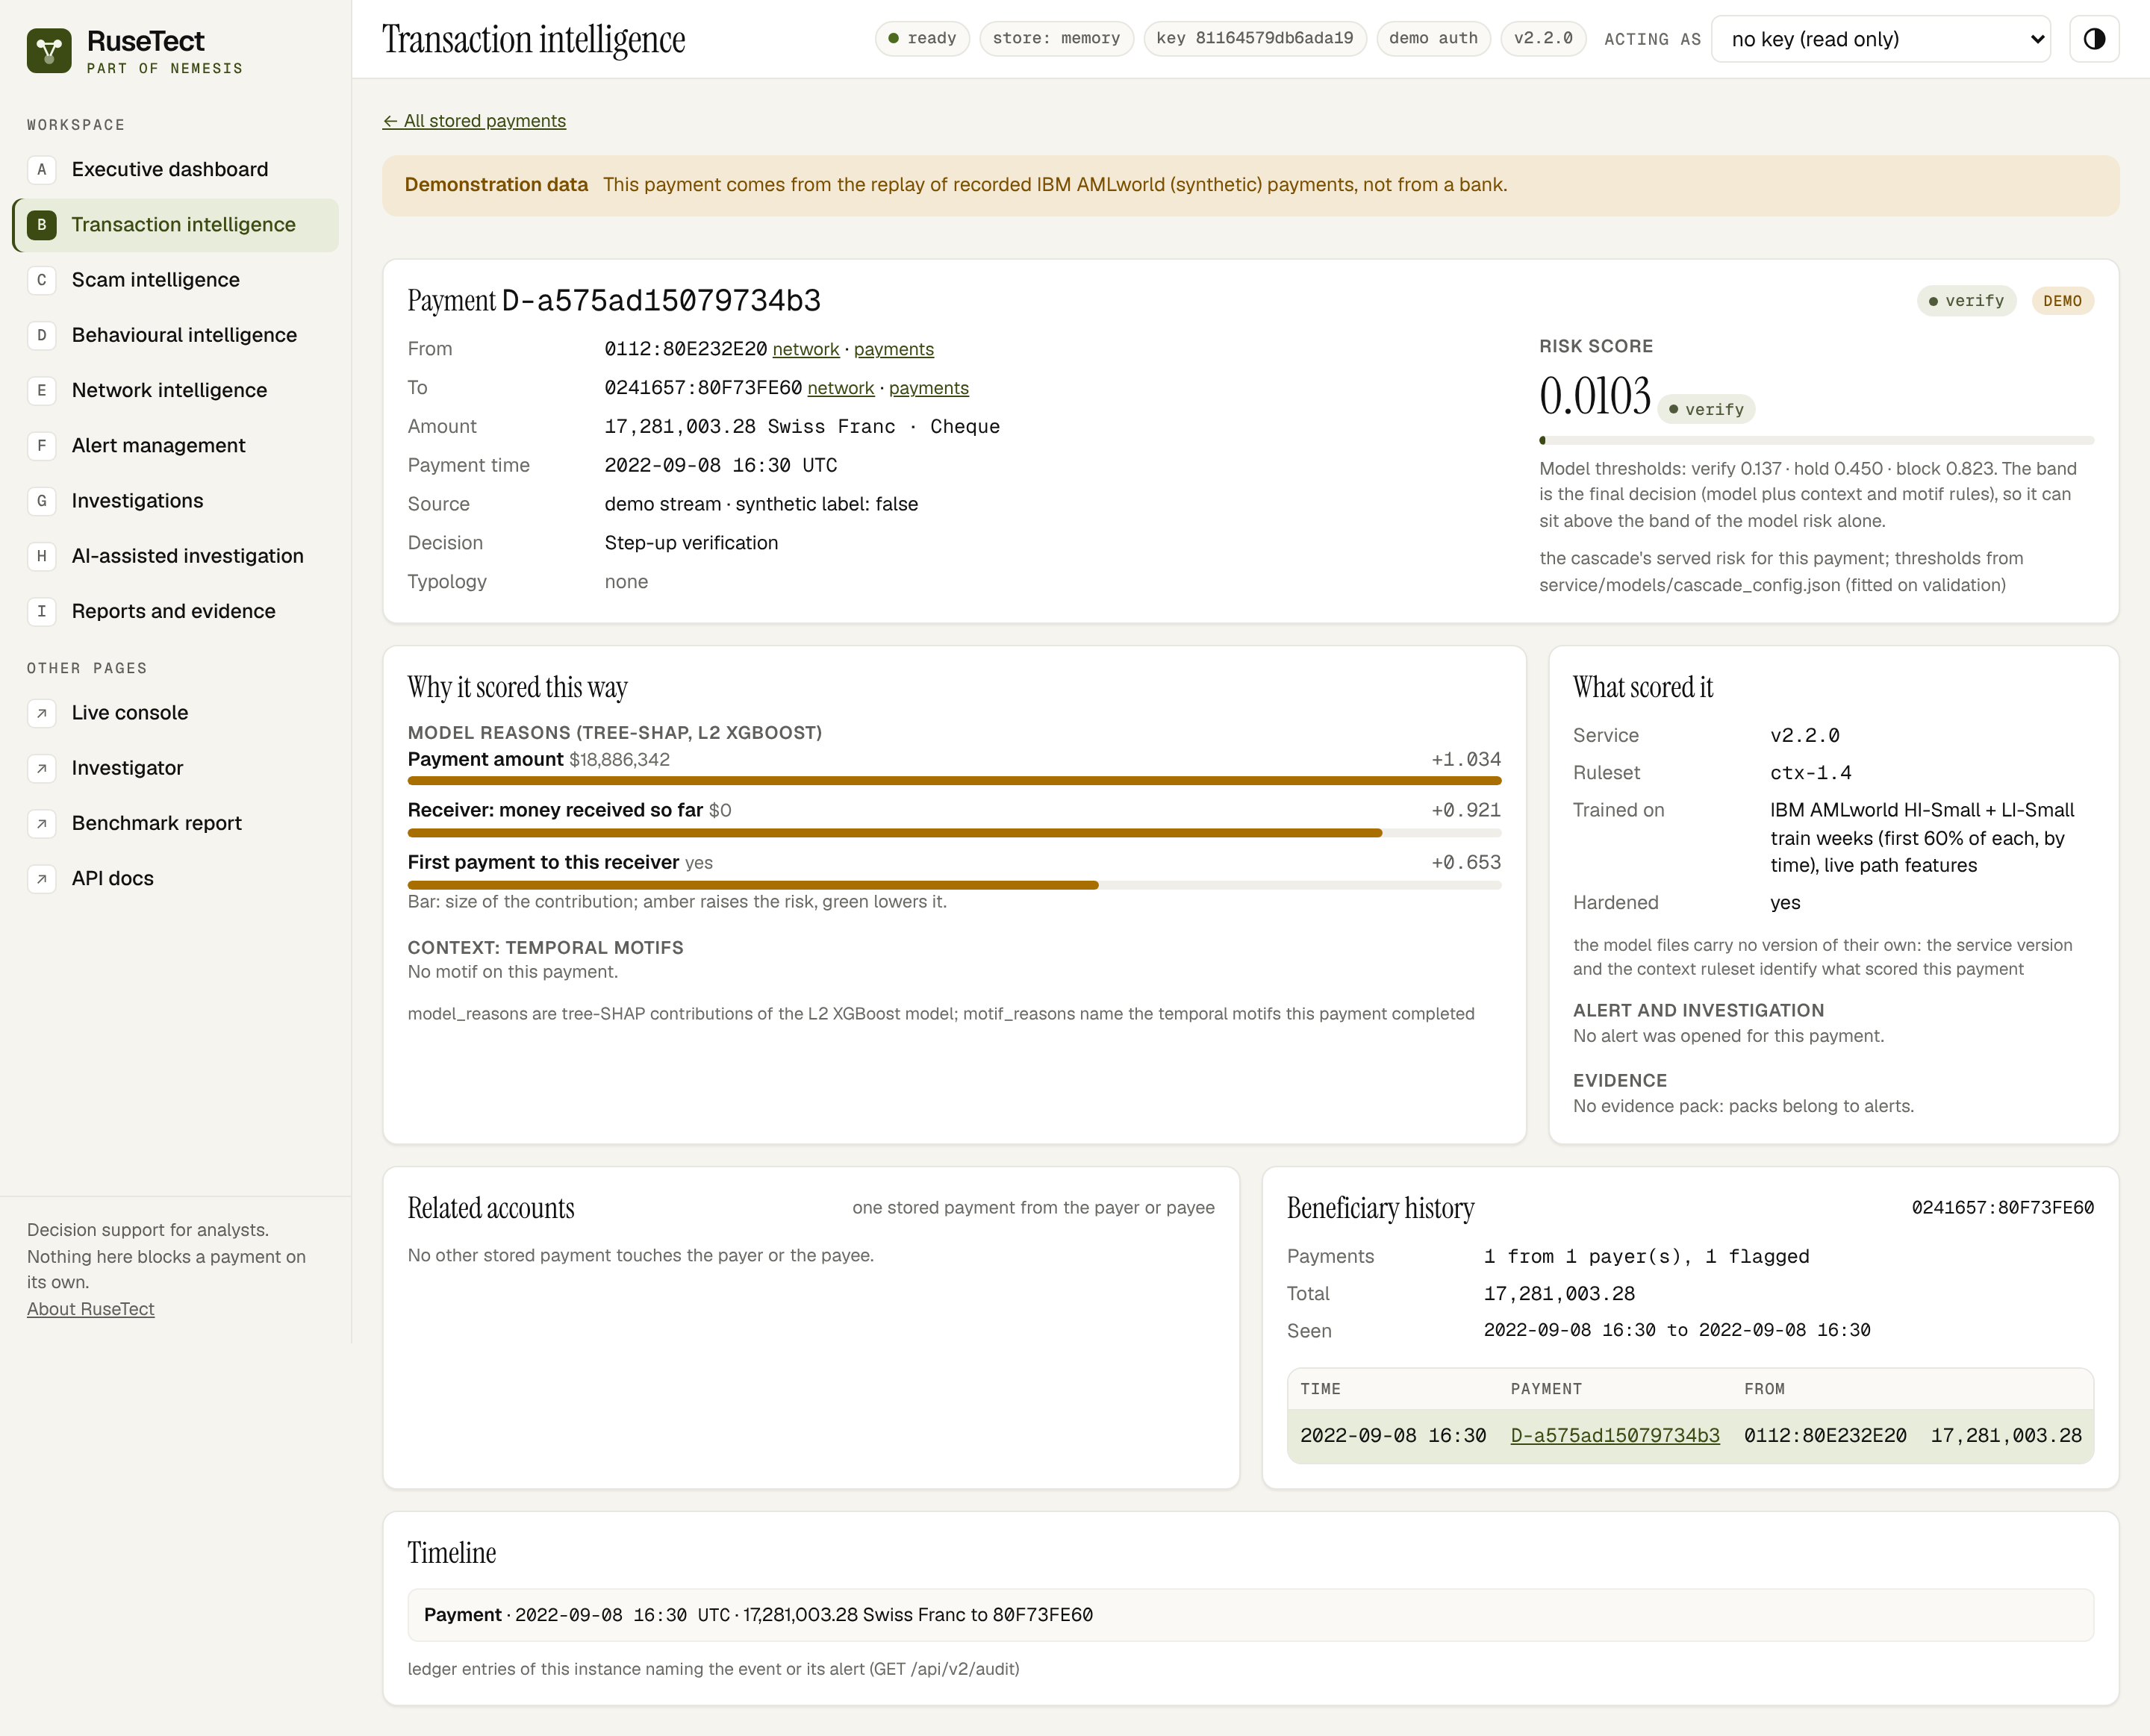 RuseTect
PART OF NEMESIS
WORKSPACE
A Executive dashboard
B Transaction intelligence
C Scam intelligence
D Behavioural intelligence
E Network intelligence
F Alert management
G Investigations
H AI-assisted investigation
I Reports and evidence
OTHER PAGES
↗ Live console
↗ Investigator
↗ Benchmark report
↗ API docs
Decision support for analysts.
Nothing here blocks a payment on
its own.
About RuseTect
Transaction intelligence
ready store: memory key 81164579db6ada19 demo auth v2.2.0 ACTING AS no key (read only)
← All stored payments
Demonstration data This payment comes from the replay of recorded IBM AMLworld (synthetic) payments, not from a bank.
Payment D-a575ad15079734b3
verify DEMO
From 0112:80E232E20 network · payments
To 0241657:80F73FE60 network · payments
Amount 17,281,003.28 Swiss Franc · Cheque
Payment time 2022-09-08 16:30 UTC
Source demo stream · synthetic label: false
Decision Step-up verification
Typology none
RISK SCORE
0.0103 verify
Model thresholds: verify 0.137 · hold 0.450 · block 0.823. The band
is the final decision (model plus context and motif rules), so it can
sit above the band of the model risk alone.
the cascade's served risk for this payment; thresholds from
service/models/cascade_config.json (fitted on validation)
Why it scored this way
MODEL REASONS (TREE-SHAP, L2 XGBOOST)
Payment amount $18,886,342 +1.034
Receiver: money received so far $0 +0.921
First payment to this receiver yes +0.653
Bar: size of the contribution; amber raises the risk, green lowers it.
CONTEXT: TEMPORAL MOTIFS
No motif on this payment.
model_reasons are tree-SHAP contributions of the L2 XGBoost model; motif_reasons name the temporal motifs this payment completed
What scored it
Service v2.2.0
Ruleset ctx-1.4
Trained on IBM AMLworld HI-Small + LI-Small
train weeks (first 60% of each, by
time), live path features
Hardened yes
the model files carry no version of their own: the service version
and the context ruleset identify what scored this payment
ALERT AND INVESTIGATION
No alert was opened for this payment.
EVIDENCE
No evidence pack: packs belong to alerts.
Related accounts one stored payment from the payer or payee
No other stored payment touches the payer or the payee.
Beneficiary history 0241657:80F73FE60
Payments 1 from 1 payer(s), 1 flagged
Total 17,281,003.28
Seen 2022-09-08 16:30 to 2022-09-08 16:30
TIME PAYMENT FROM
2022-09-08 16:30 D-a575ad15079734b3 0112:80E232E20 17,281,003.28
Timeline
Payment · 2022-09-08 16:30 UTC · 17,281,003.28 Swiss Franc to 80F73FE60
ledger entries of this instance naming the event or its alert (GET /api/v2/audit)